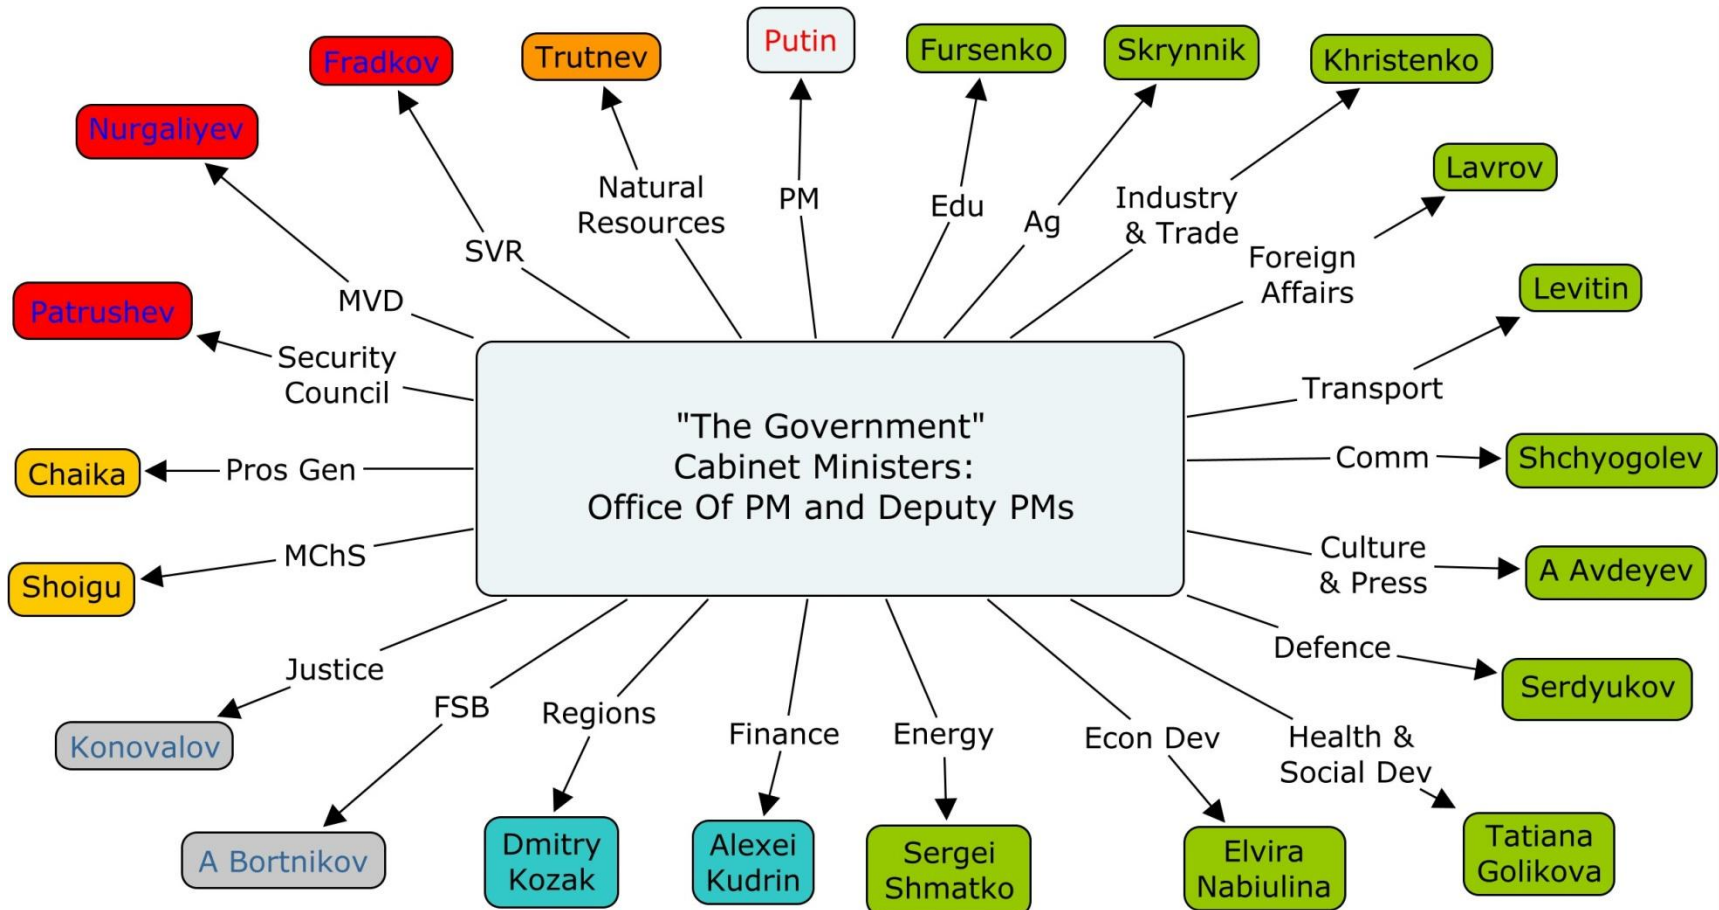 Putin
Fursenko
Skrynnik
Khristenko
Lavrov
Levitin
Shchyogolev
A Avdeyev
Serdyukov
Tatiana
Golikova
Elvira
Nabiulina
Sergei
Shmatko
Alexei
Kudrin
Dmitry
Kozak
A Bortnikov
Konovalov
Shoigu
Chaika
Patrushev
Nurgaliyev
Fradkov
Trutnev
PM
Edu
Ag
Industry
& Trade
Foreign
Affairs
Transport
Comm
Culture
& Press
Defence
Health &
Social Dev
Econ Dev
Energy
Finance
Regions
FSB
Justice
MChS
Pros Gen
Security
Council
MVD
SVR
Natural
Resources
"The Government"
Cabinet Ministers:
Office Of PM and Deputy PMs